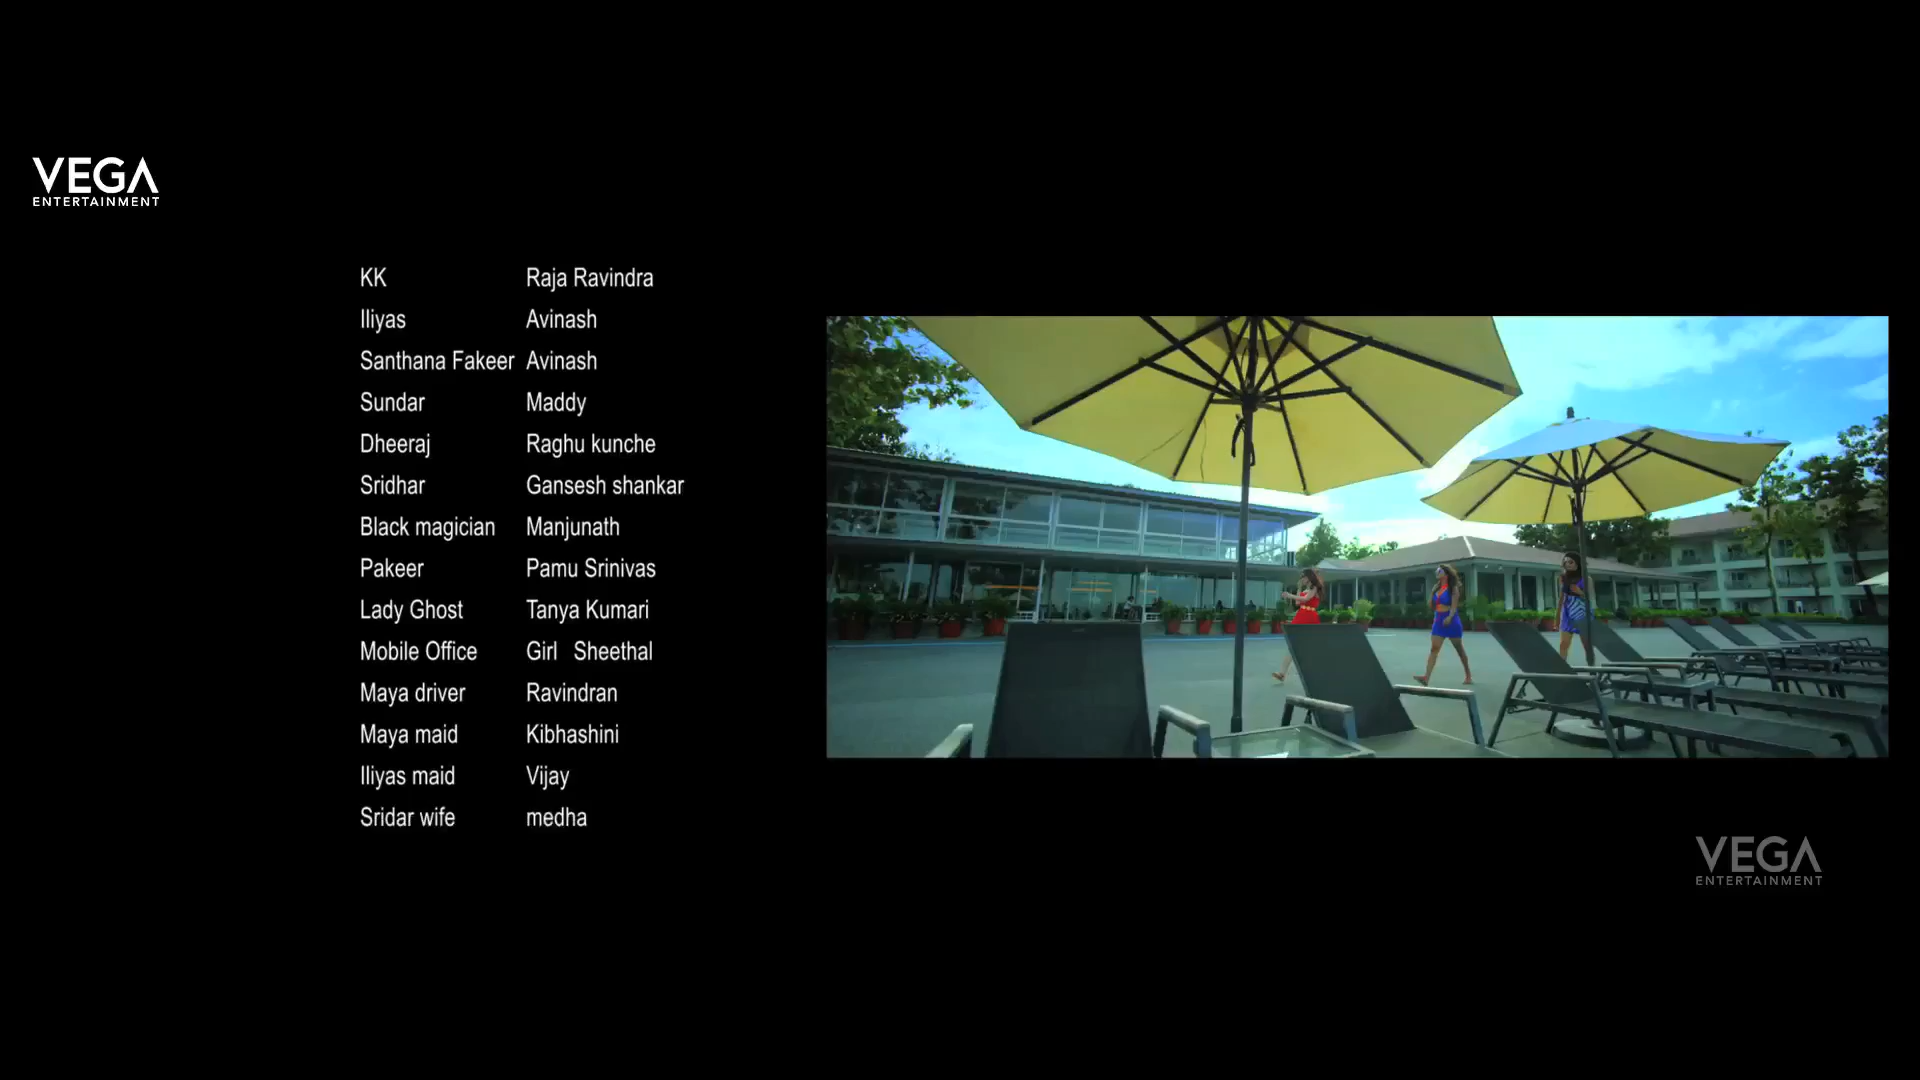 VEGA
ENTERTAINMENT
KK Raja Ravindra
Iliyas Avinash
Santhana Fakeer Avinash
Sundar Maddy
Dheeraj Raghu kunche
Sridhar Gansesh shankar
Black magician Manjunath
Pakeer Pamu Srinivas
Lady Ghost Tanya Kumari
Mobile Office Girl Sheethal
Maya driver Ravindran
Maya maid Kibhashini
Iliyas maid Vijay
Sridar wife medha
VEGA
ENTERTAINMENT